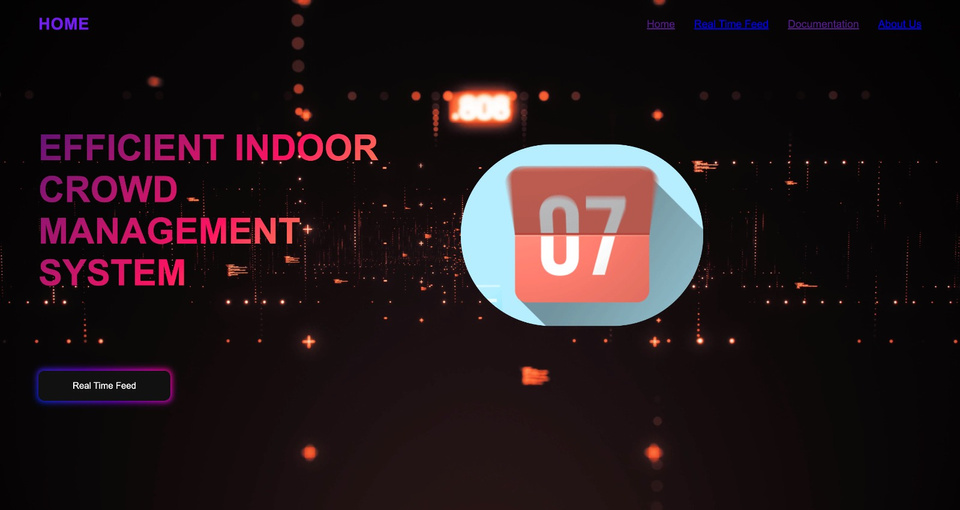 HOME
Home
Real Time Feed
Documentation
About Us
.808
EFFICIENT INDOOR
CROWD
MANAGEMENT
SYSTEM
07
Real Time Feed